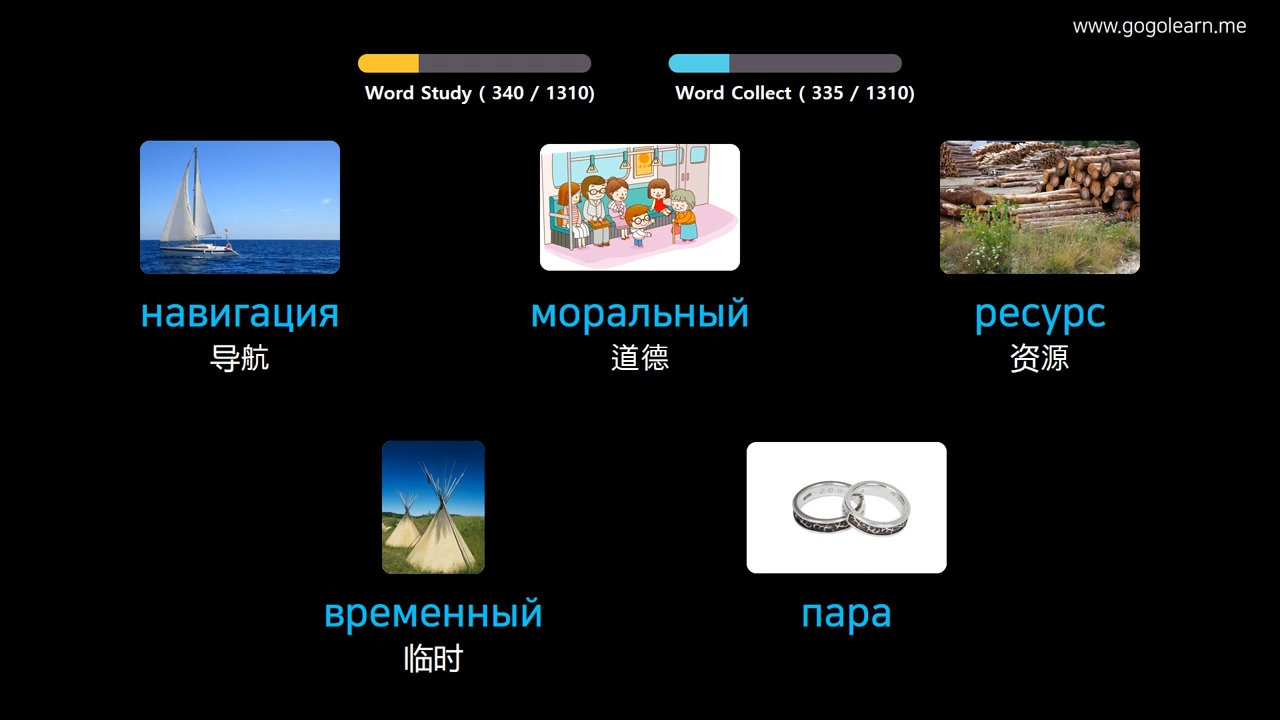 www.gogolearn.me
Word Study ( 340 / 1310)
Word Collect ( 335 / 1310)
навигация
导航
моральный
道德
ресурс
资源
временный
临时
пара